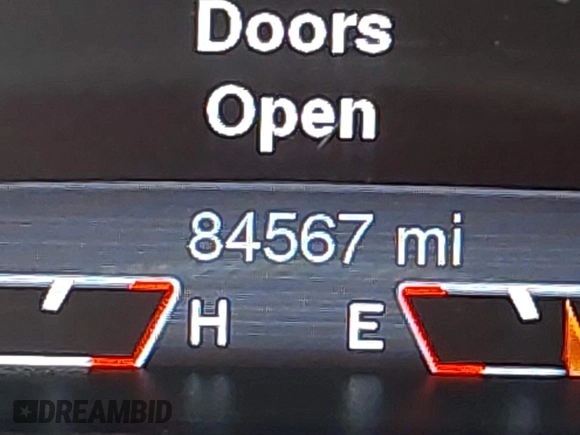 Doors
Open
84567 mi
H E
DREAMBID